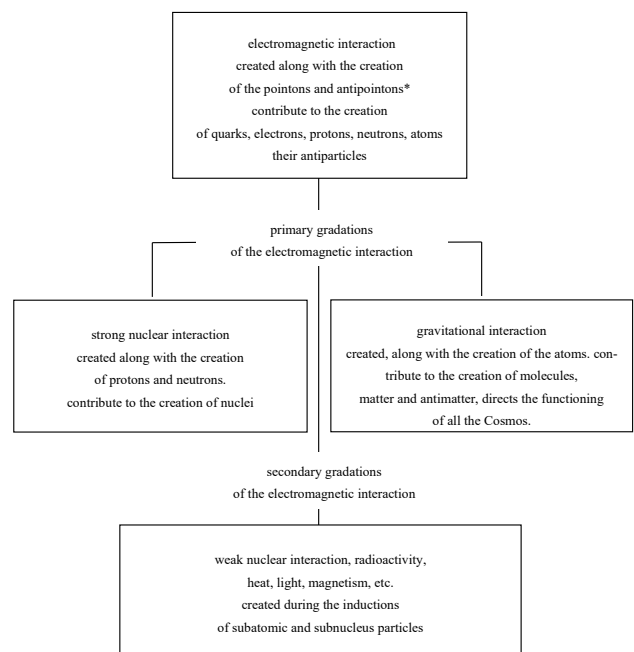 electromagnetic interaction
created along with the creation
of the pointons and antipointons*
contribute to the creation
of quarks, electrons, protons, neutrons, atoms
their antiparticles
primary gradations
of the electromagnetic interaction
strong nuclear interaction
created along with the creation
of protons and neutrons.
contribute to the creation of nuclei
gravitational interaction
created, along with the creation of the atoms. con-
tribute to the creation of molecules,
matter and antimatter, directs the functioning
of all the Cosmos.
secondary gradations
of the electromagnetic interaction
weak nuclear interaction, radioactivity,
heat, light, magnetism, etc.
created during the inductions
of subatomic and subnucleus particles